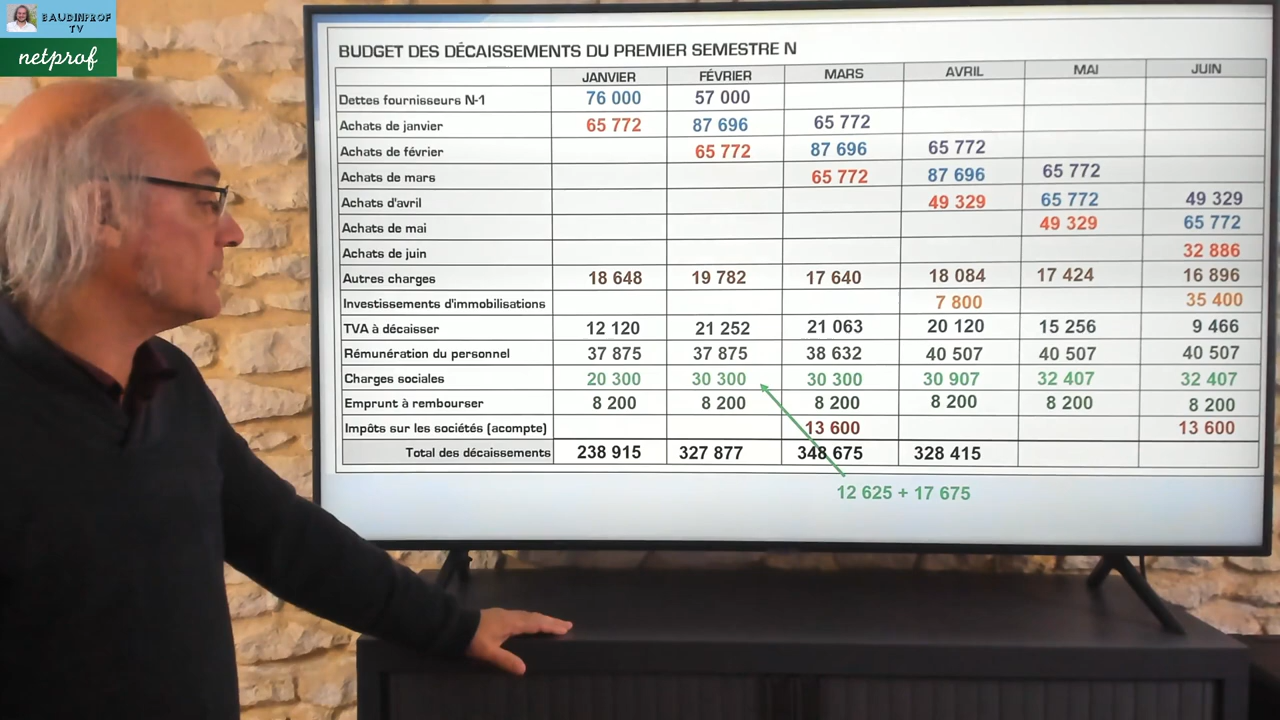 BAUDINPROF
TV
netprof
BUDGET DES DÉCAISSEMENTS DU PREMIER SEMESTRE N
JANVIER FÉVRIER MARS AVRIL MAI JUIN
Dettes fournisseurs N-1 76 000 57 000
Achats de janvier 65 772 87 696 65 772
Achats de février 65 772 87 696 65 772
Achats de mars 65 772 87 696 65 772
Achats d'avril 49 329 65 772 49 329
Achats de mai 49 329 65 772
Achats de juin 32 886
Autres charges 18 648 19 782 17 640 18 084 17 424 16 896
Investissements d'immobilisations 7 800 35 400
TVA à décaisser 12 120 21 252 21 063 20 120 15 256 9 466
Rémunération du personnel 37 875 37 875 38 632 40 507 40 507 40 507
Charges sociales 20 300 30 300 30 300 30 907 32 407 32 407
Emprunt à rembourser 8 200 8 200 8 200 8 200 8 200 8 200
Impôts sur les sociétés (acompte) 13 600 13 600
Total des décaissements 238 915 327 877 348 675 328 415
12 625 + 17 675